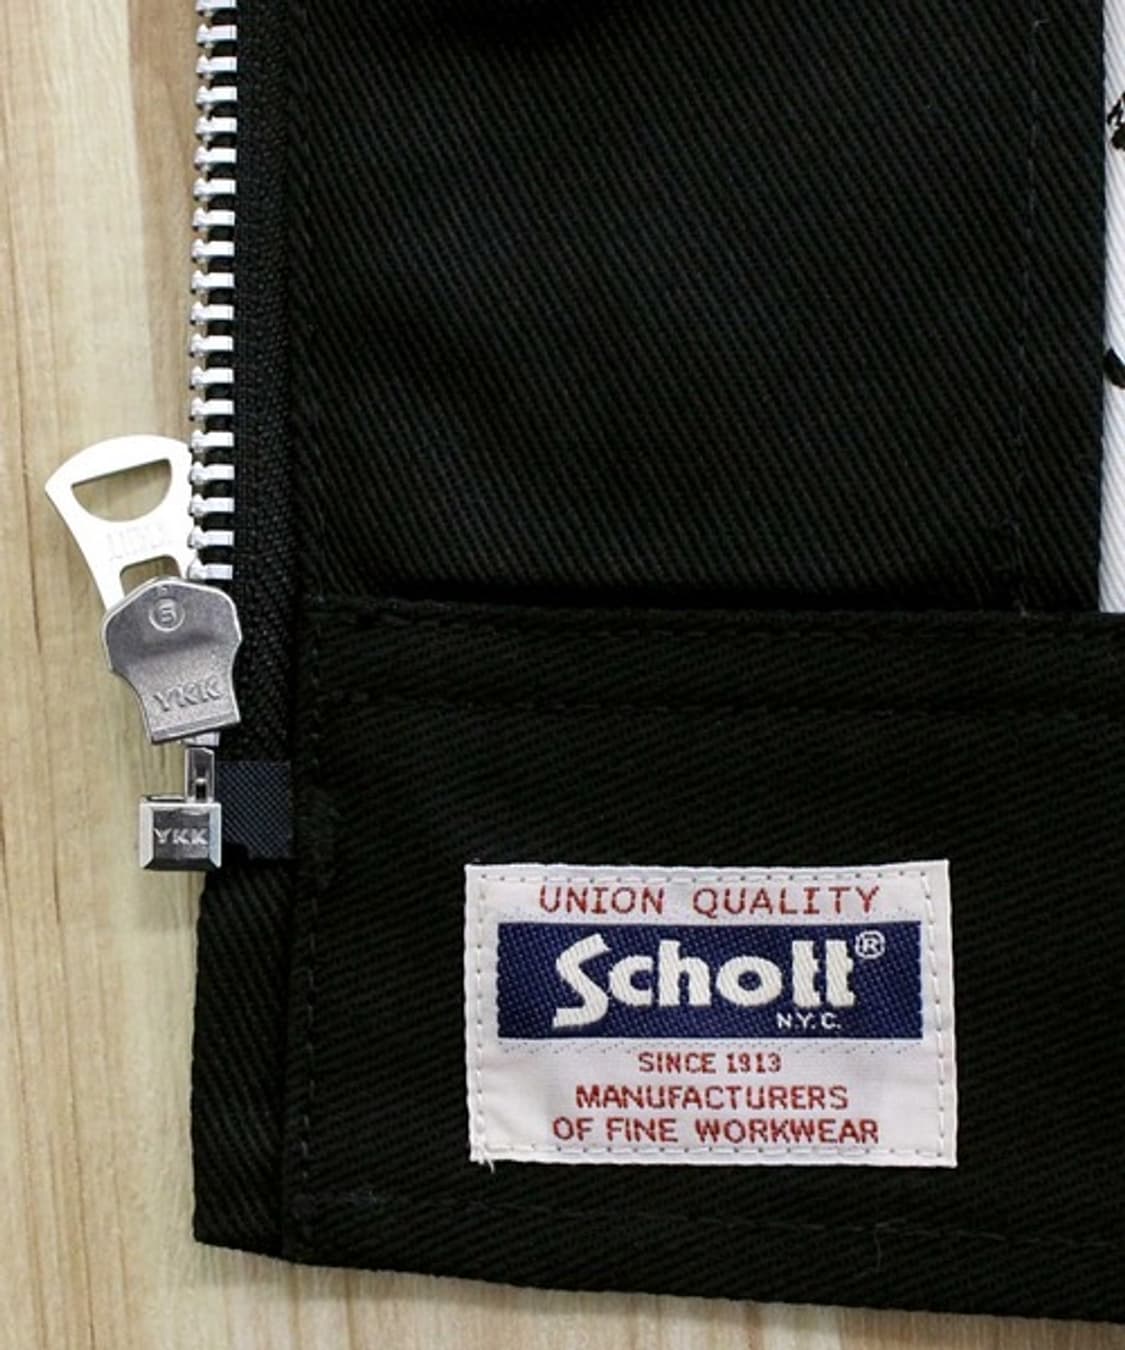 YKK
YKK
UNION QUALITY
Schott®
N.Y.C.
SINCE 1913
MANUFACTURERS
OF FINE WORKWEAR